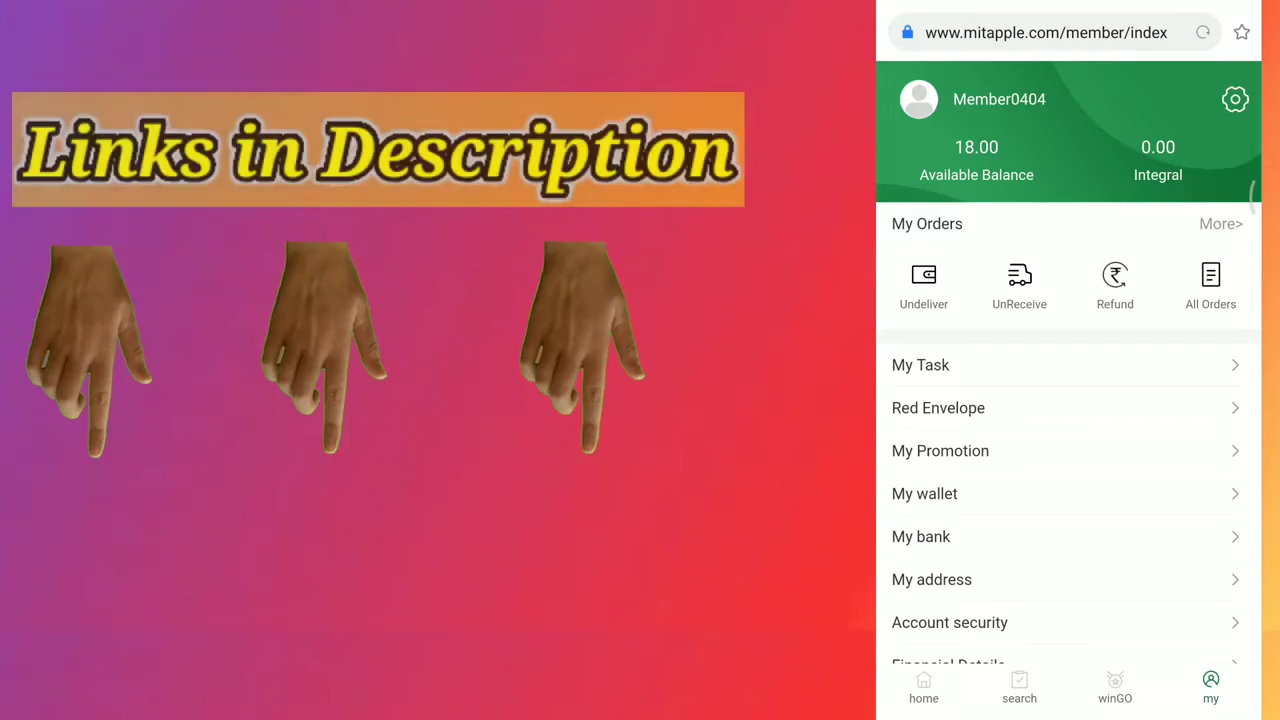 Links in Description
www.mitapple.com/member/index
Member0404
18.00
0.00
Available Balance
Integral
My Orders
More>
Undeliver
UnReceive
Refund
All Orders
My Task
Red Envelope
My Promotion
My wallet
My bank
My address
Account security
Financial Details
home
search
winGO
my